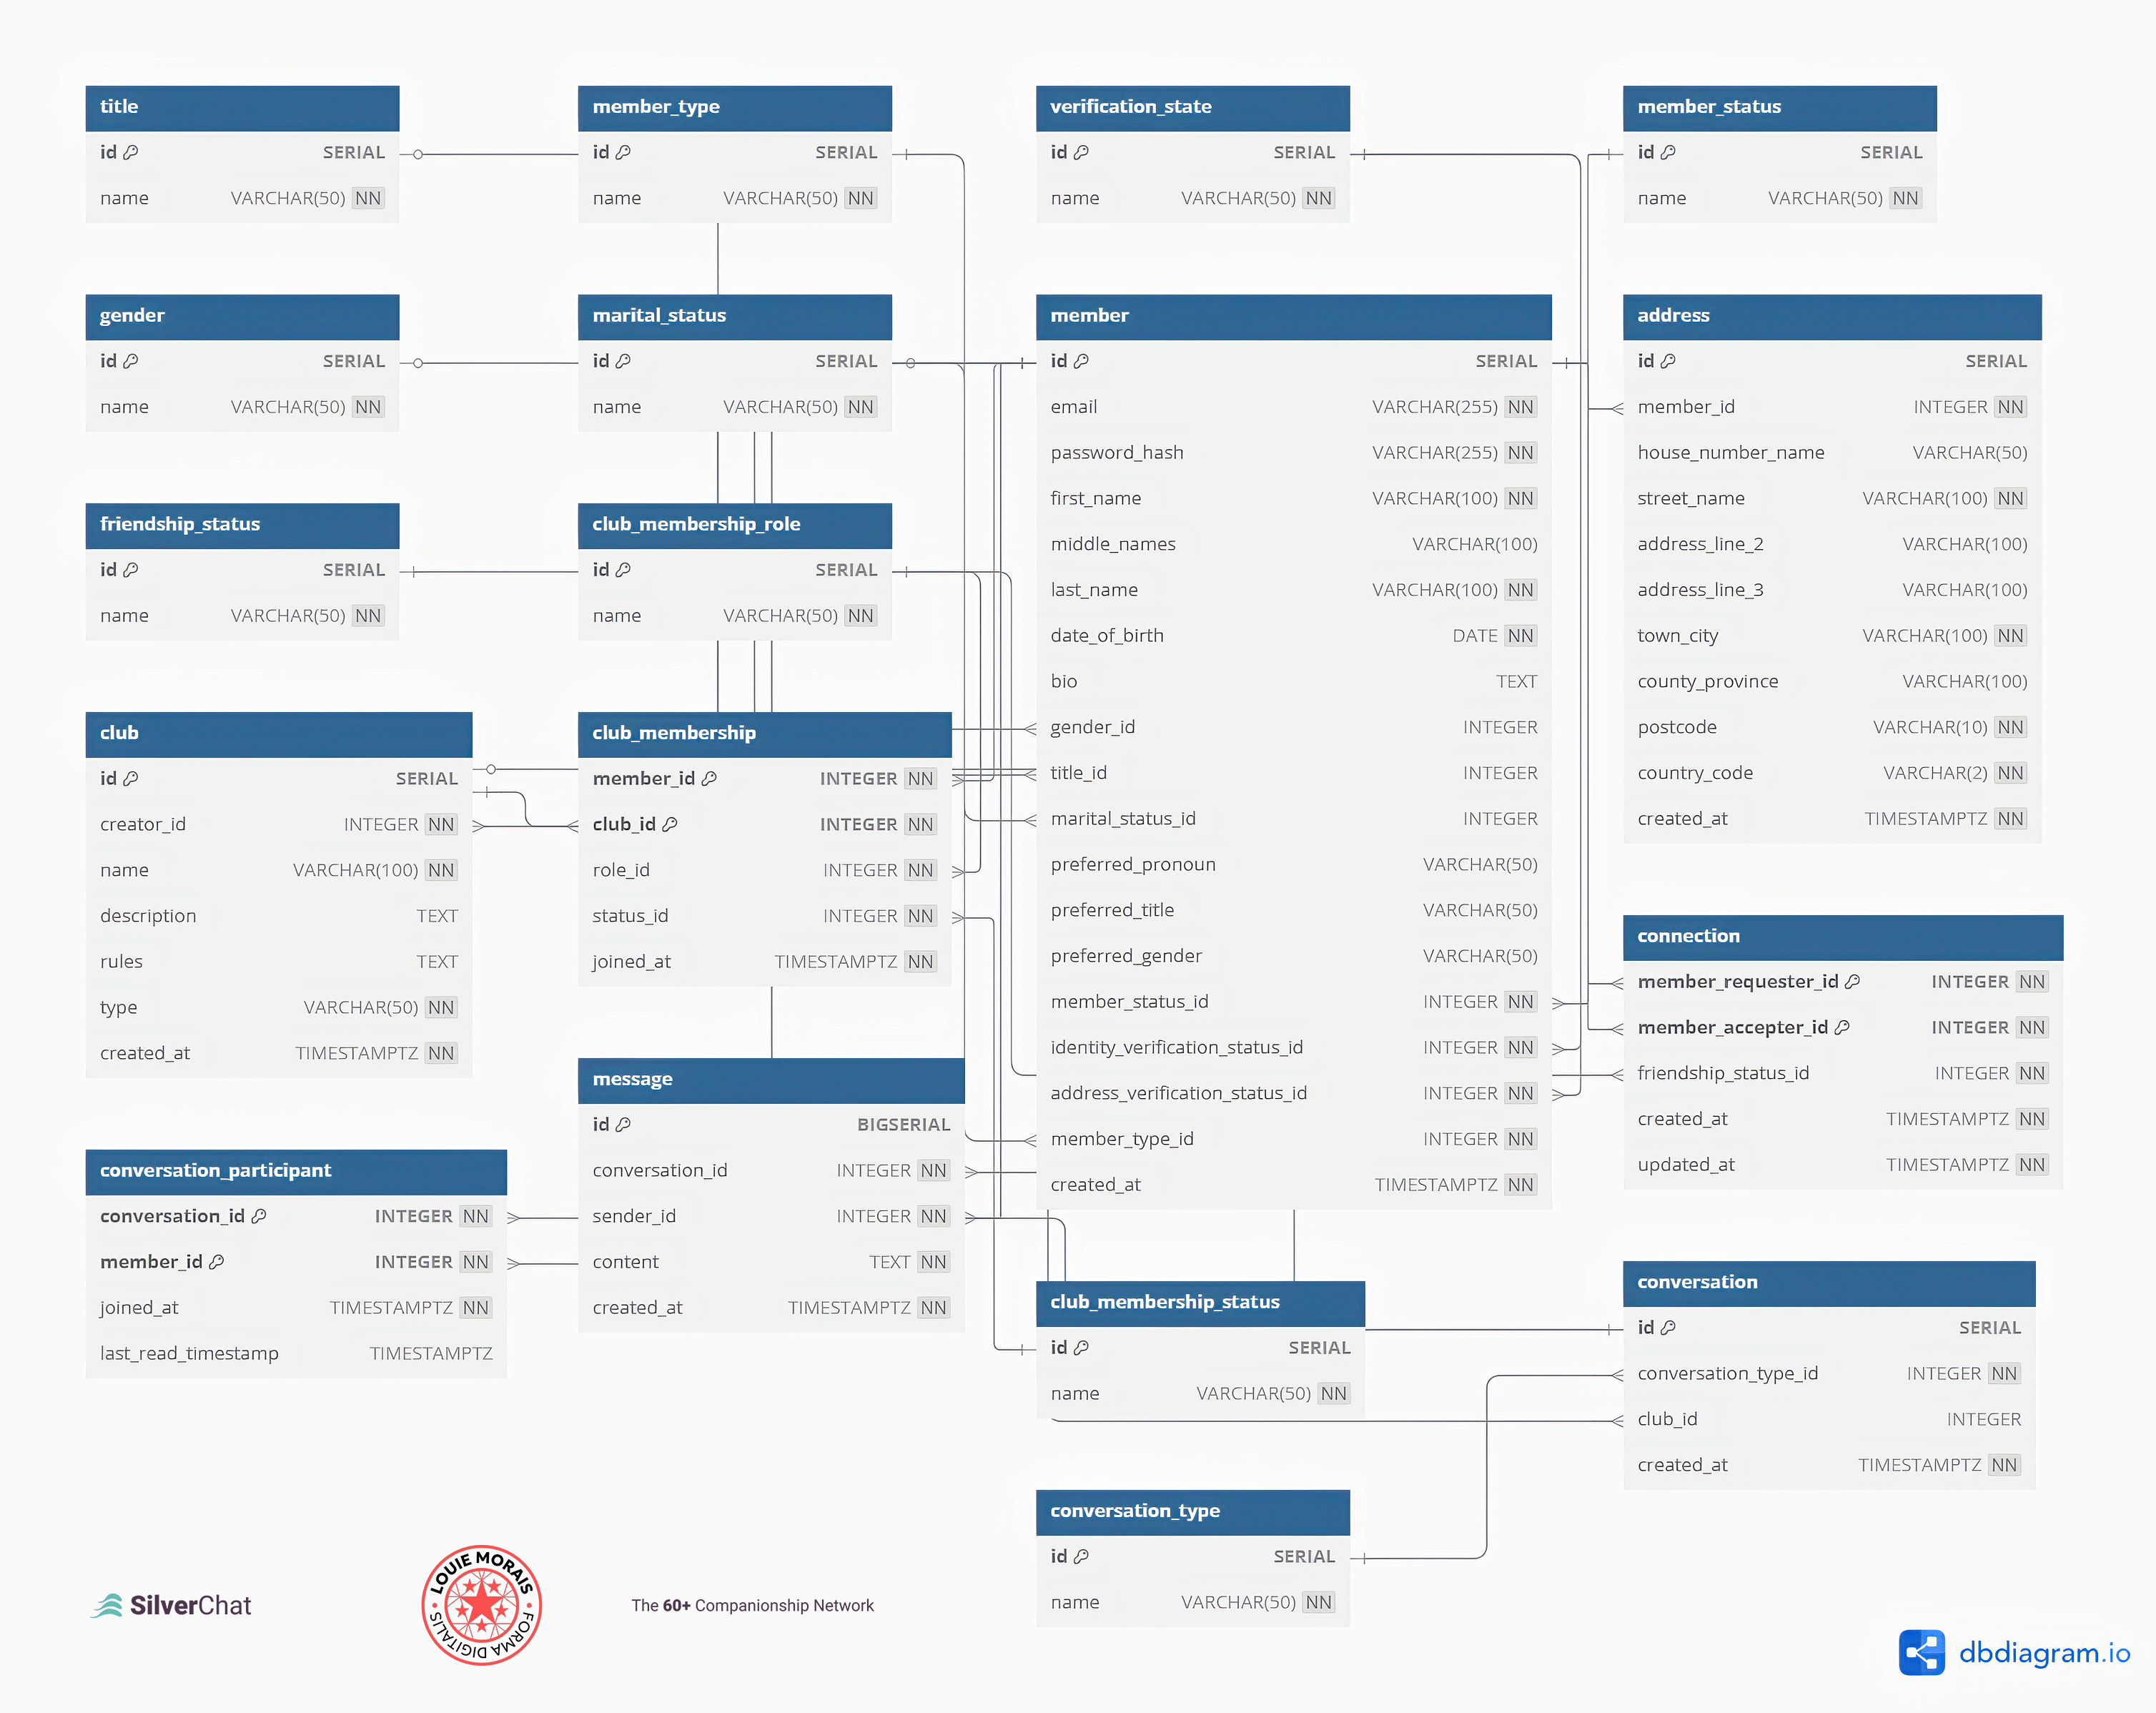 title
id SERIAL
name VARCHAR(50) NN
member_type
id SERIAL
name VARCHAR(50) NN
verification_state
id SERIAL
name VARCHAR(50) NN
member_status
id SERIAL
name VARCHAR(50) NN
gender
id SERIAL
name VARCHAR(50) NN
marital_status
id SERIAL
name VARCHAR(50) NN
member
id SERIAL
email VARCHAR(255) NN
password_hash VARCHAR(255) NN
first_name VARCHAR(100) NN
middle_names VARCHAR(100)
last_name VARCHAR(100) NN
date_of_birth DATE NN
bio TEXT
gender_id INTEGER
title_id INTEGER
marital_status_id INTEGER
preferred_pronoun VARCHAR(50)
preferred_title VARCHAR(50)
preferred_gender VARCHAR(50)
member_status_id INTEGER NN
identity_verification_status_id INTEGER NN
address_verification_status_id INTEGER NN
member_type_id INTEGER NN
created_at TIMESTAMPTZ NN
address
id SERIAL
member_id INTEGER NN
house_number_name VARCHAR(50)
street_name VARCHAR(100) NN
address_line_2 VARCHAR(100)
address_line_3 VARCHAR(100)
town_city VARCHAR(100) NN
county_province VARCHAR(100)
postcode VARCHAR(10) NN
country_code VARCHAR(2) NN
created_at TIMESTAMPTZ NN
friendship_status
id SERIAL
name VARCHAR(50) NN
club_membership_role
id SERIAL
name VARCHAR(50) NN
club
id SERIAL
creator_id INTEGER NN
name VARCHAR(100) NN
description TEXT
rules TEXT
type VARCHAR(50) NN
created_at TIMESTAMPTZ NN
club_membership
member_id INTEGER NN
club_id INTEGER NN
role_id INTEGER NN
status_id INTEGER NN
joined_at TIMESTAMPTZ NN
connection
member_requester_id INTEGER NN
member_accepter_id INTEGER NN
friendship_status_id INTEGER NN
created_at TIMESTAMPTZ NN
updated_at TIMESTAMPTZ NN
message
id BIGSERIAL
conversation_id INTEGER NN
sender_id INTEGER NN
content TEXT NN
created_at TIMESTAMPTZ NN
conversation_participant
conversation_id INTEGER NN
member_id INTEGER NN
joined_at TIMESTAMPTZ NN
last_read_timestamp TIMESTAMPTZ
club_membership_status
id SERIAL
name VARCHAR(50) NN
conversation
id SERIAL
conversation_type_id INTEGER NN
club_id INTEGER
created_at TIMESTAMPTZ NN
conversation_type
id SERIAL
name VARCHAR(50) NN
SilverChat
LOUIE MORAIS
FORMA DIGITALIS
The 60+ Companionship Network
dbdiagram.io